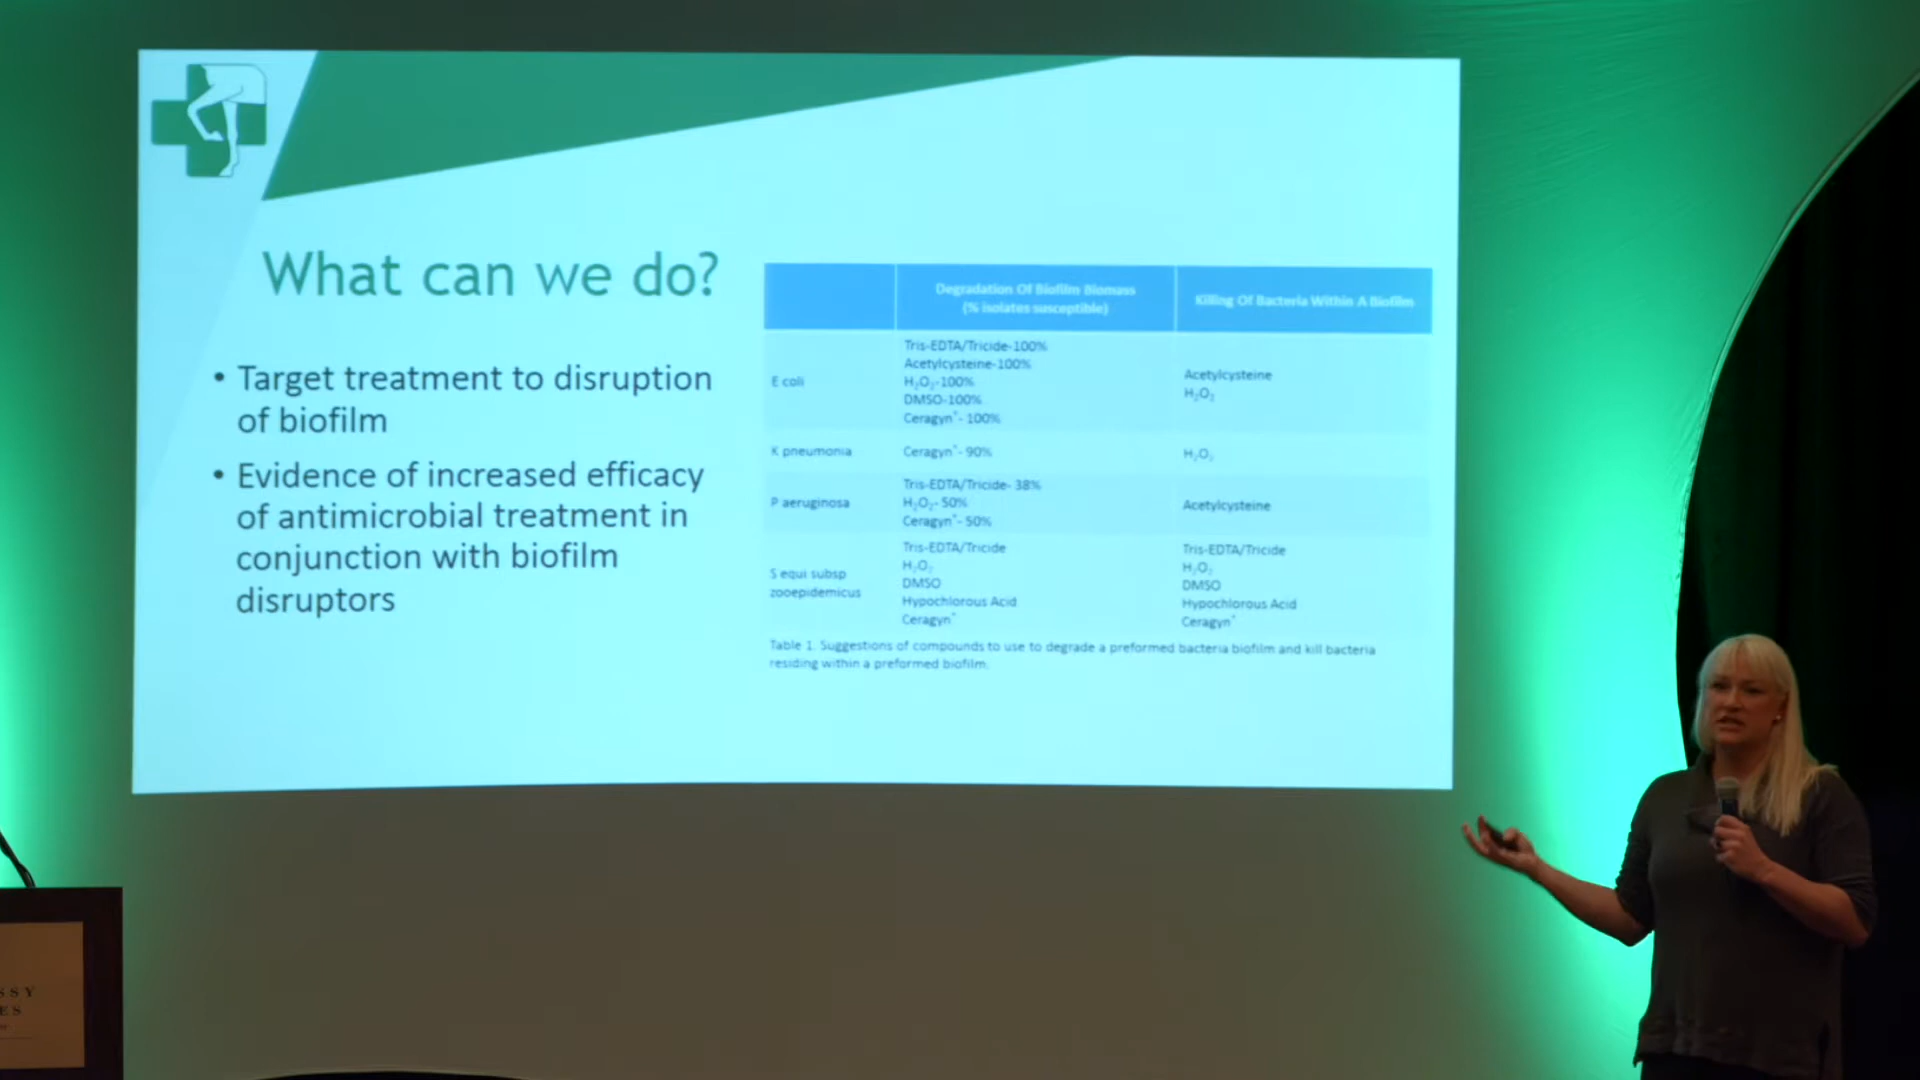 What can we do?
• Target treatment to disruption
of biofilm
• Evidence of increased efficacy
of antimicrobial treatment in
conjunction with biofilm
disruptors
Degradation Of Biofilm Biomass
(% isolates susceptible)
Killing Of Bacteria Within A Biofilm
E coli
Tris-EDTA/Tricide-100%
Acetylcysteine-100%
H₂O₂-100%
DMSO-100%
Ceragyn*- 100%
Acetylcysteine
H₂O₂
K pneumonia
Ceragyn*- 90%
H₂O₂
P aeruginosa
Tris-EDTA/Tricide- 38%
H₂O₂- 50%
Ceragyn*- 50%
Acetylcysteine
S equi subsp
zooepidemicus
Tris-EDTA/Tricide
H₂O₂
DMSO
Hypochlorous Acid
Ceragyn*
Tris-EDTA/Tricide
H₂O₂
DMSO
Hypochlorous Acid
Ceragyn*
Table 1. Suggestions of compounds to use to degrade a preformed bacteria biofilm and kill bacteria
residing within a preformed biofilm.
SSY
ES